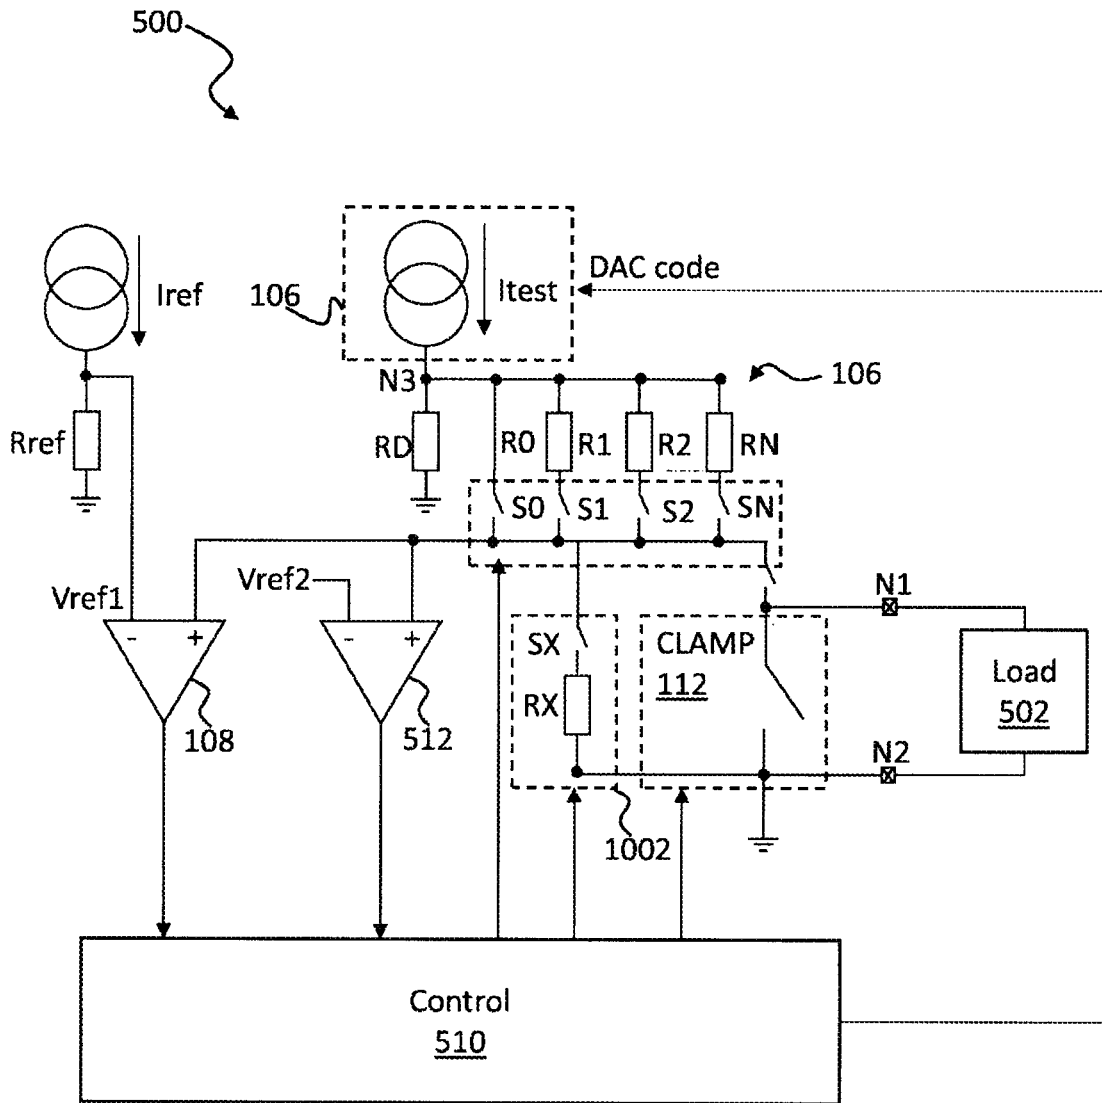 500
Iref
106
Itest
DAC code
N3
106
Rref
RD
R0
R1
R2
RN
S0
S1
S2
SN
Vref1
Vref2
N1
- +
- +
SX
CLAMP
112
RX
Load
502
108
512
N2
1002
Control
510